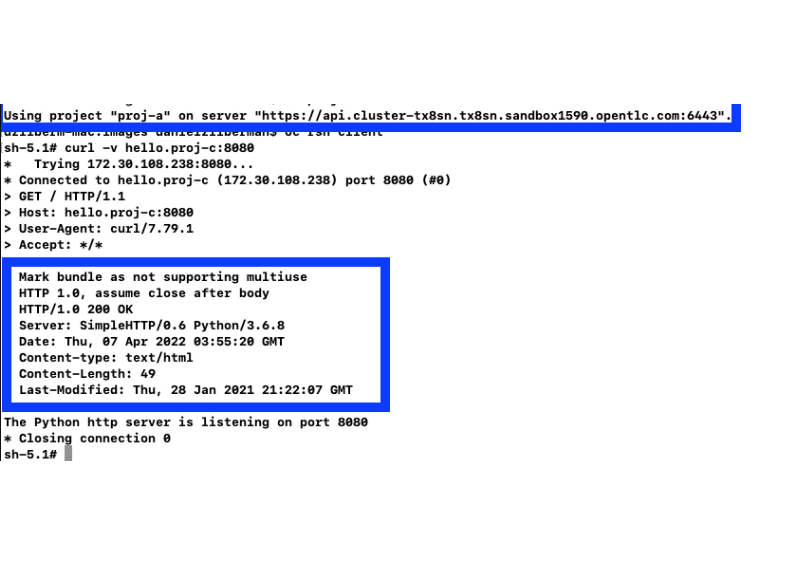 Using project "proj-a" on server "https://api.cluster-tx8sn.tx8sn.sandbox1590.opentlc.com:6443".
dzilberm-mac:images danielzilberman$ oc rsh client
sh-5.1# curl -v hello.proj-c:8080
*   Trying 172.30.108.238:8080...
* Connected to hello.proj-c (172.30.108.238) port 8080 (#0)
> GET / HTTP/1.1
> Host: hello.proj-c:8080
> User-Agent: curl/7.79.1
> Accept: */*
Mark bundle as not supporting multiuse
HTTP 1.0, assume close after body
HTTP/1.0 200 OK
Server: SimpleHTTP/0.6 Python/3.6.8
Date: Thu, 07 Apr 2022 03:55:20 GMT
Content-type: text/html
Content-Length: 49
Last-Modified: Thu, 28 Jan 2021 21:22:07 GMT
The Python http server is listening on port 8080
* Closing connection 0
sh-5.1#